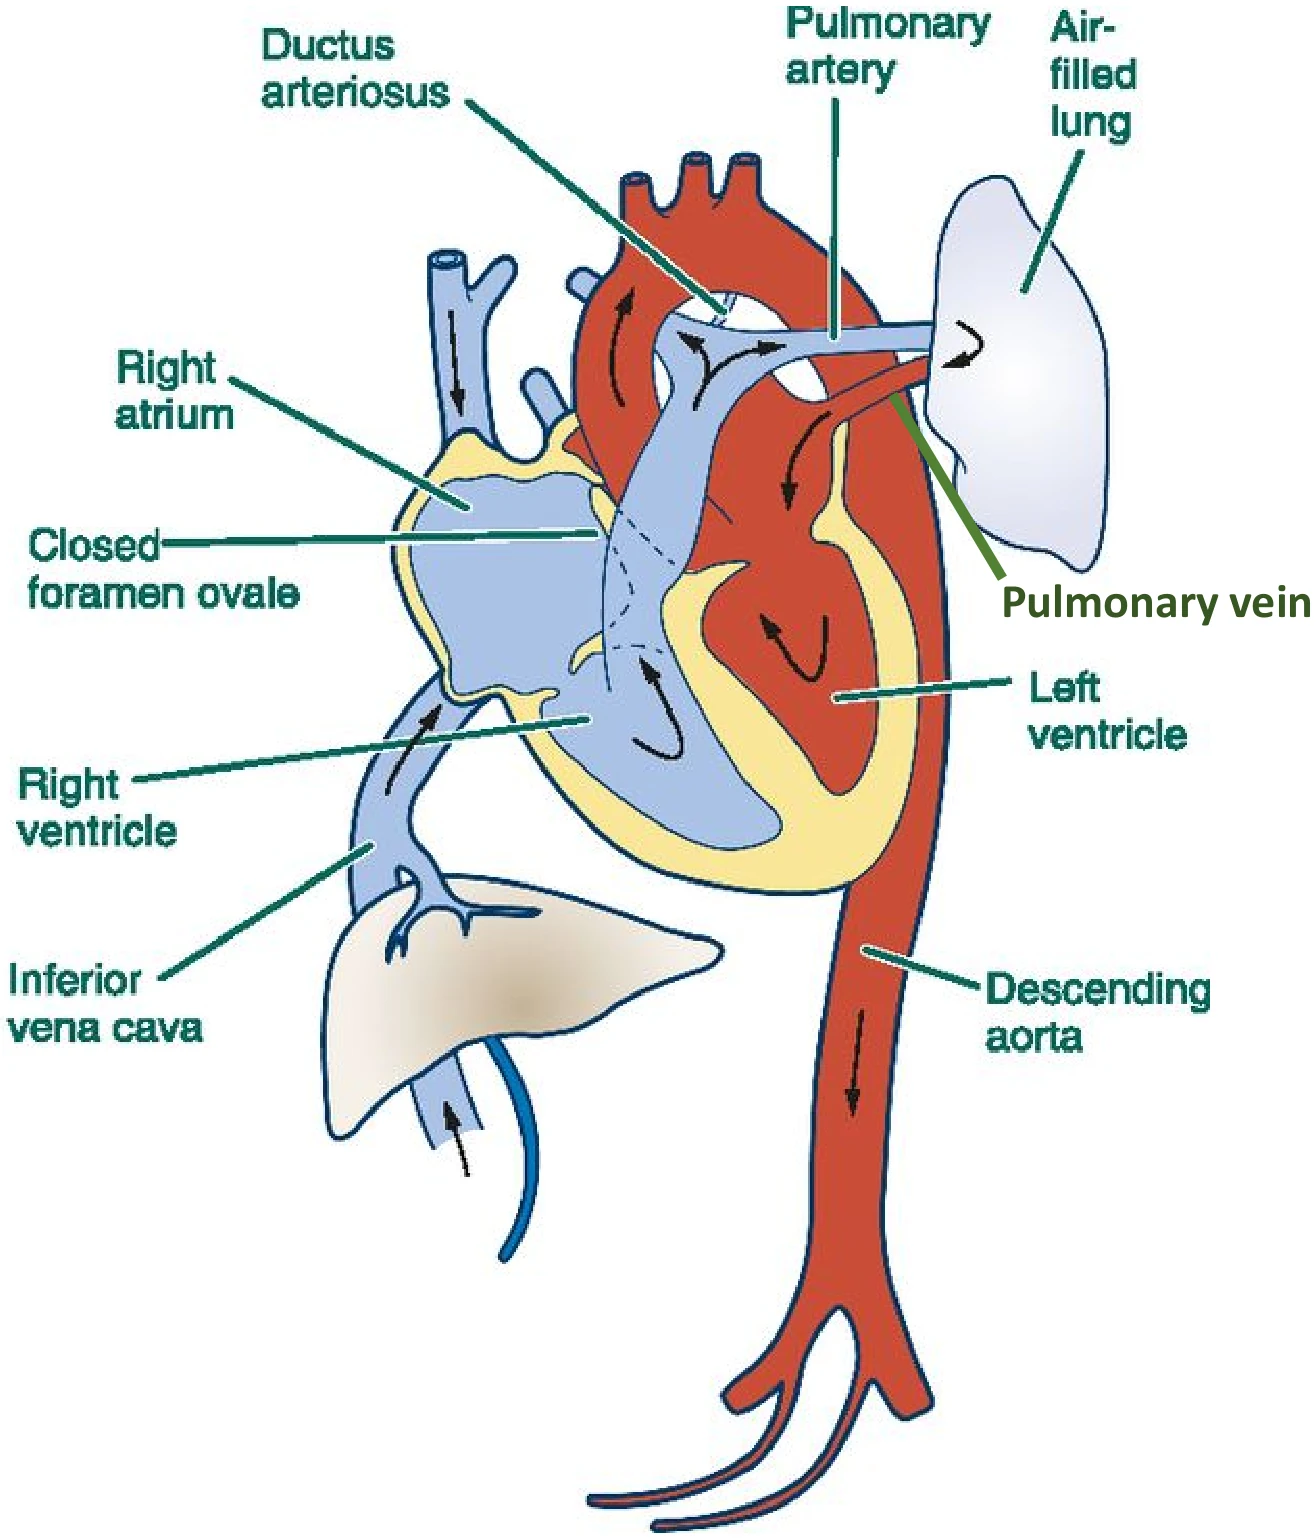 Ductus
arteriosus
Pulmonary
artery
Air-
filled
lung
Right
atrium
Closed
foramen ovale
Pulmonary vein
Left
ventricle
Right
ventricle
Inferior
vena cava
Descending
aorta